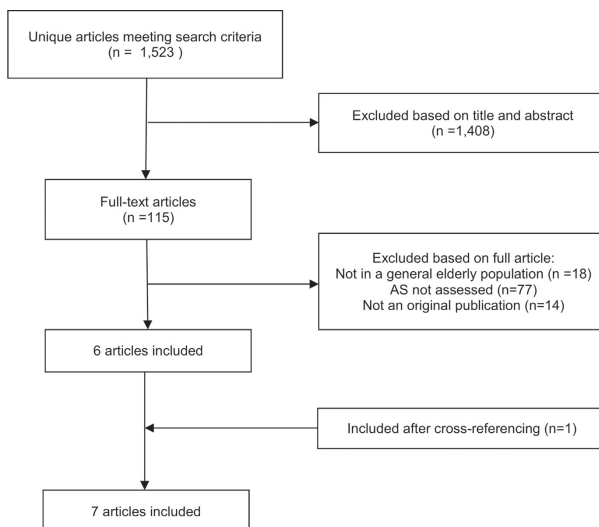 Unique articles meeting search criteria
(n = 1,523 )
Excluded based on title and abstract
(n =1,408)
Full-text articles
(n =115)
Excluded based on full article:
Not in a general elderly population (n =18)
AS not assessed (n=77)
Not an original publication (n=14)
6 articles included
Included after cross-referencing (n=1)
7 articles included